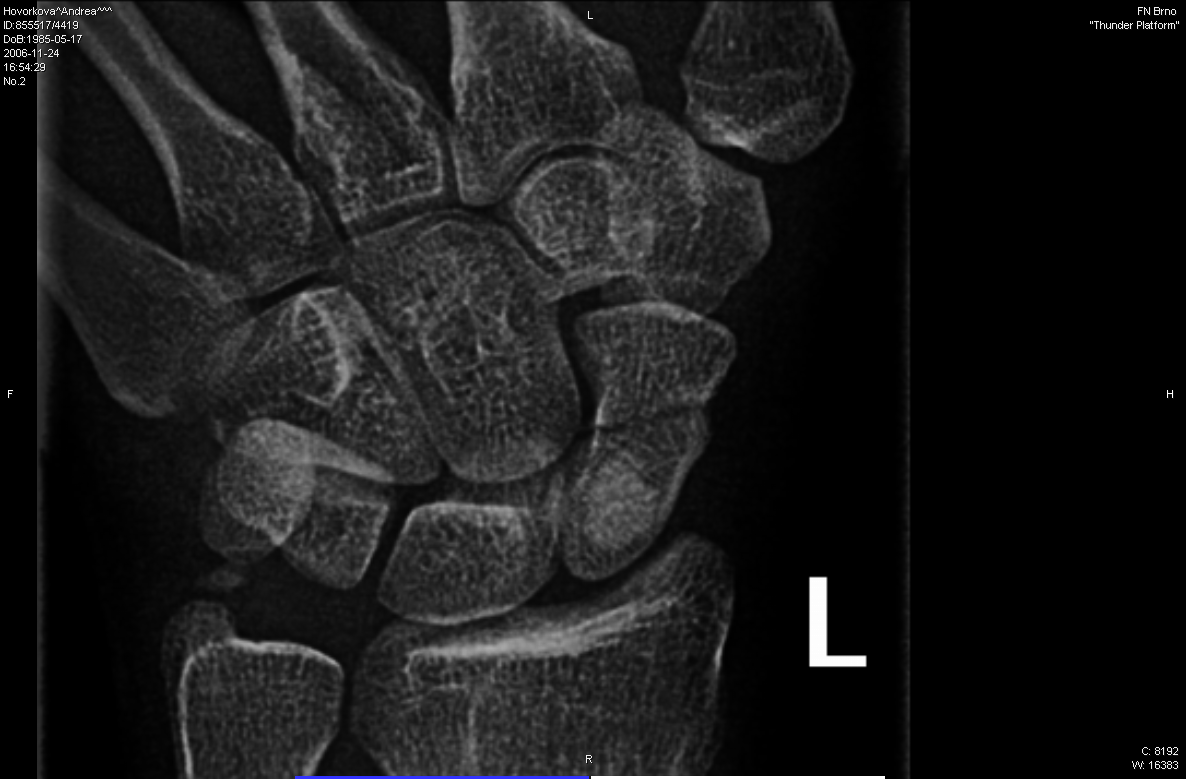 Hovorkova^Andrea^^^
ID:855517/4419
DoB:1985-05-17
2006-11-24
16:54:29
No.2
L
FN Brno
"Thunder Platform"
F
H
L
R
C: 8192
W: 16383